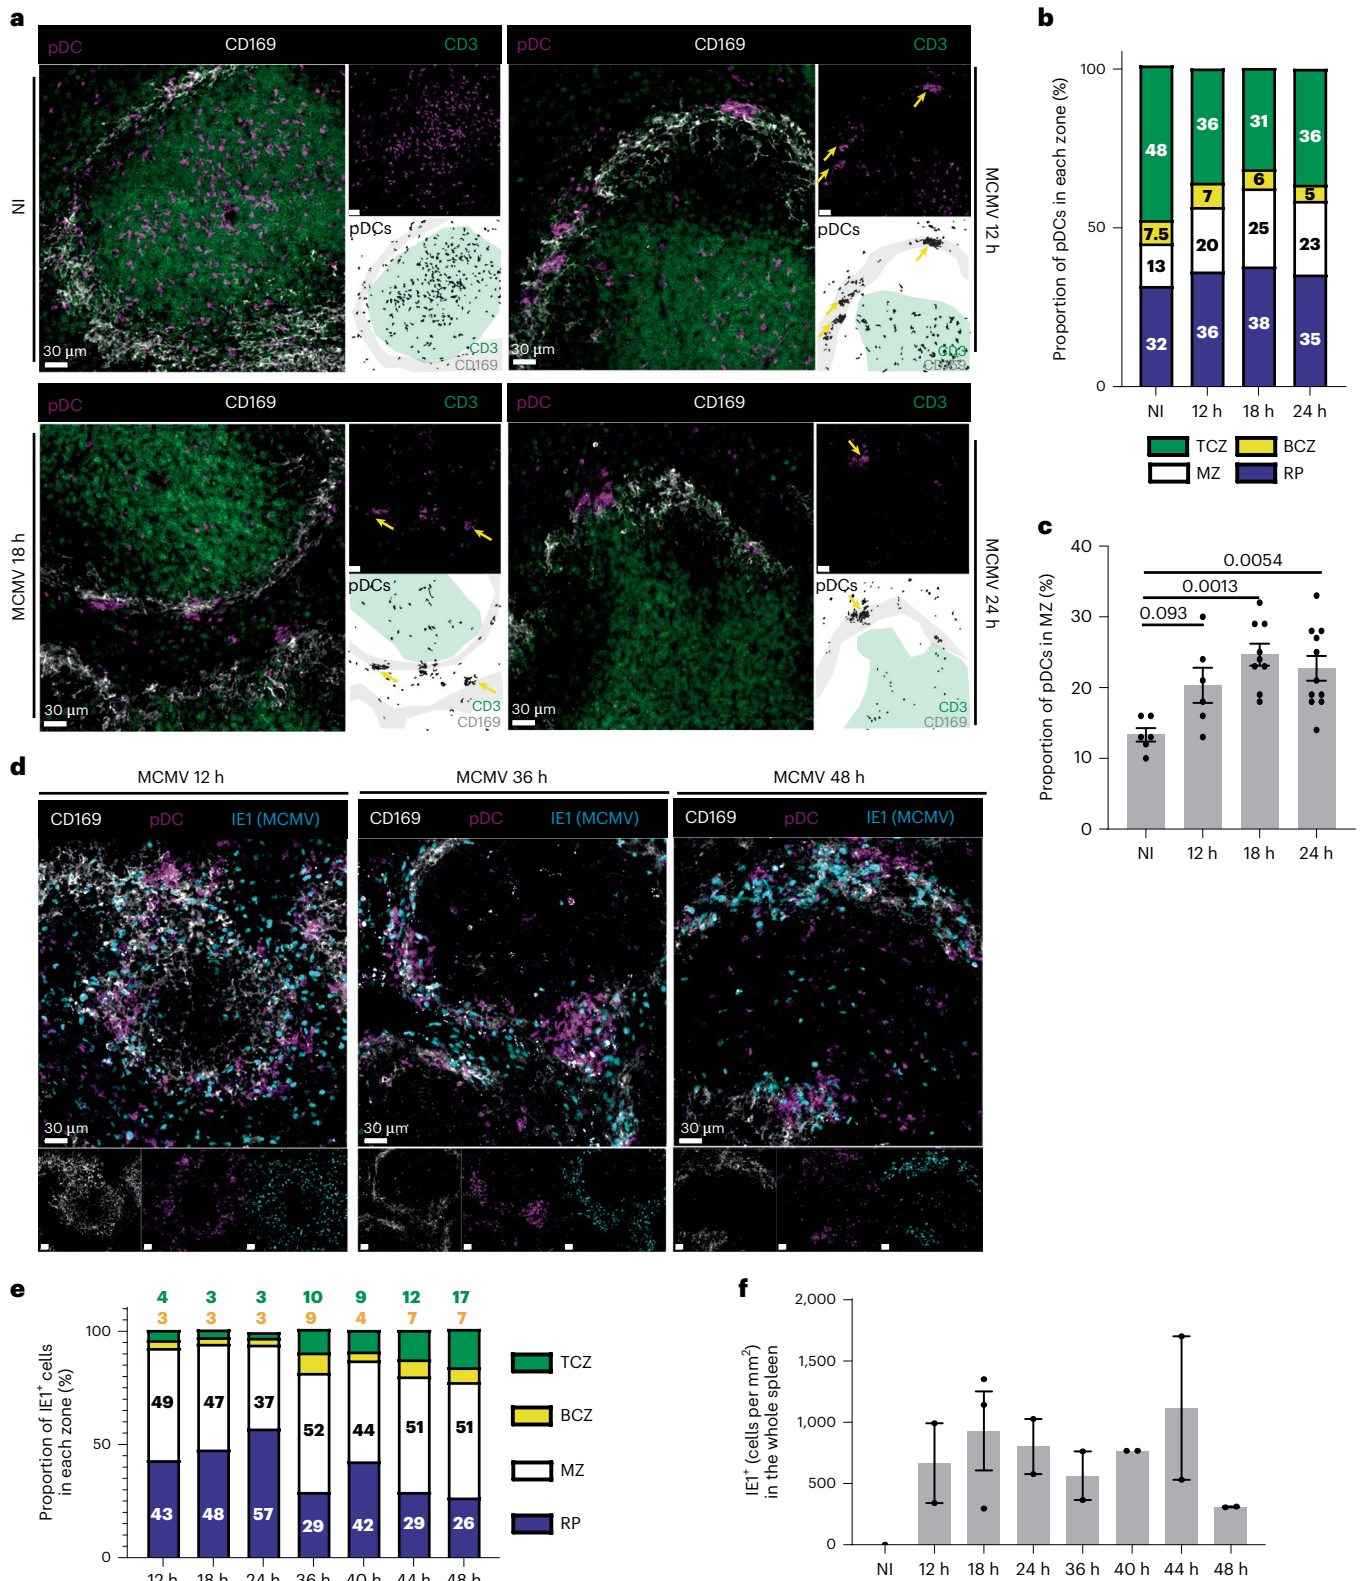 a
pDC CD169 CD3
pDC CD169 CD3
NI
30 µm
pDCs
CD3
CD169
30 µm
pDCs
CD3
CD169
MCMV 12 h
pDC CD169 CD3
pDC CD169 CD3
MCMV 18 h
30 µm
pDCs
CD3
CD169
30 µm
pDCs
CD3
CD169
MCMV 24 h
b
Proportion of pDCs in each zone (%)
100
50
0
48 36 31 36
7.5 7 6 5
13 20 25 23
32 36 38 35
NI 12 h 18 h 24 h
TCZ BCZ
MZ RP
c
Proportion of pDCs in MZ (%)
40
30
20
10
0
0.0054
0.0013
0.093
NI 12 h 18 h 24 h
d
MCMV 12 h MCMV 36 h MCMV 48 h
CD169 pDC IE1 (MCMV)
CD169 pDC IE1 (MCMV)
CD169 pDC IE1 (MCMV)
30 µm 30 µm 30 µm
e
Proportion of IE1+ cells
in each zone (%)
4 3 3 10 9 12 17
3 3 3 9 4 7 7
100
50
0
49 47 37 52 44 51 51
43 48 57 29 42 29 26
12 h 18 h 24 h 36 h 40 h 44 h 48 h
TCZ
BCZ
MZ
RP
f
IE1+ (cells per mm2)
in the whole spleen
2,000
1,500
1,000
500
0
NI 12 h 18 h 24 h 36 h 40 h 44 h 48 h